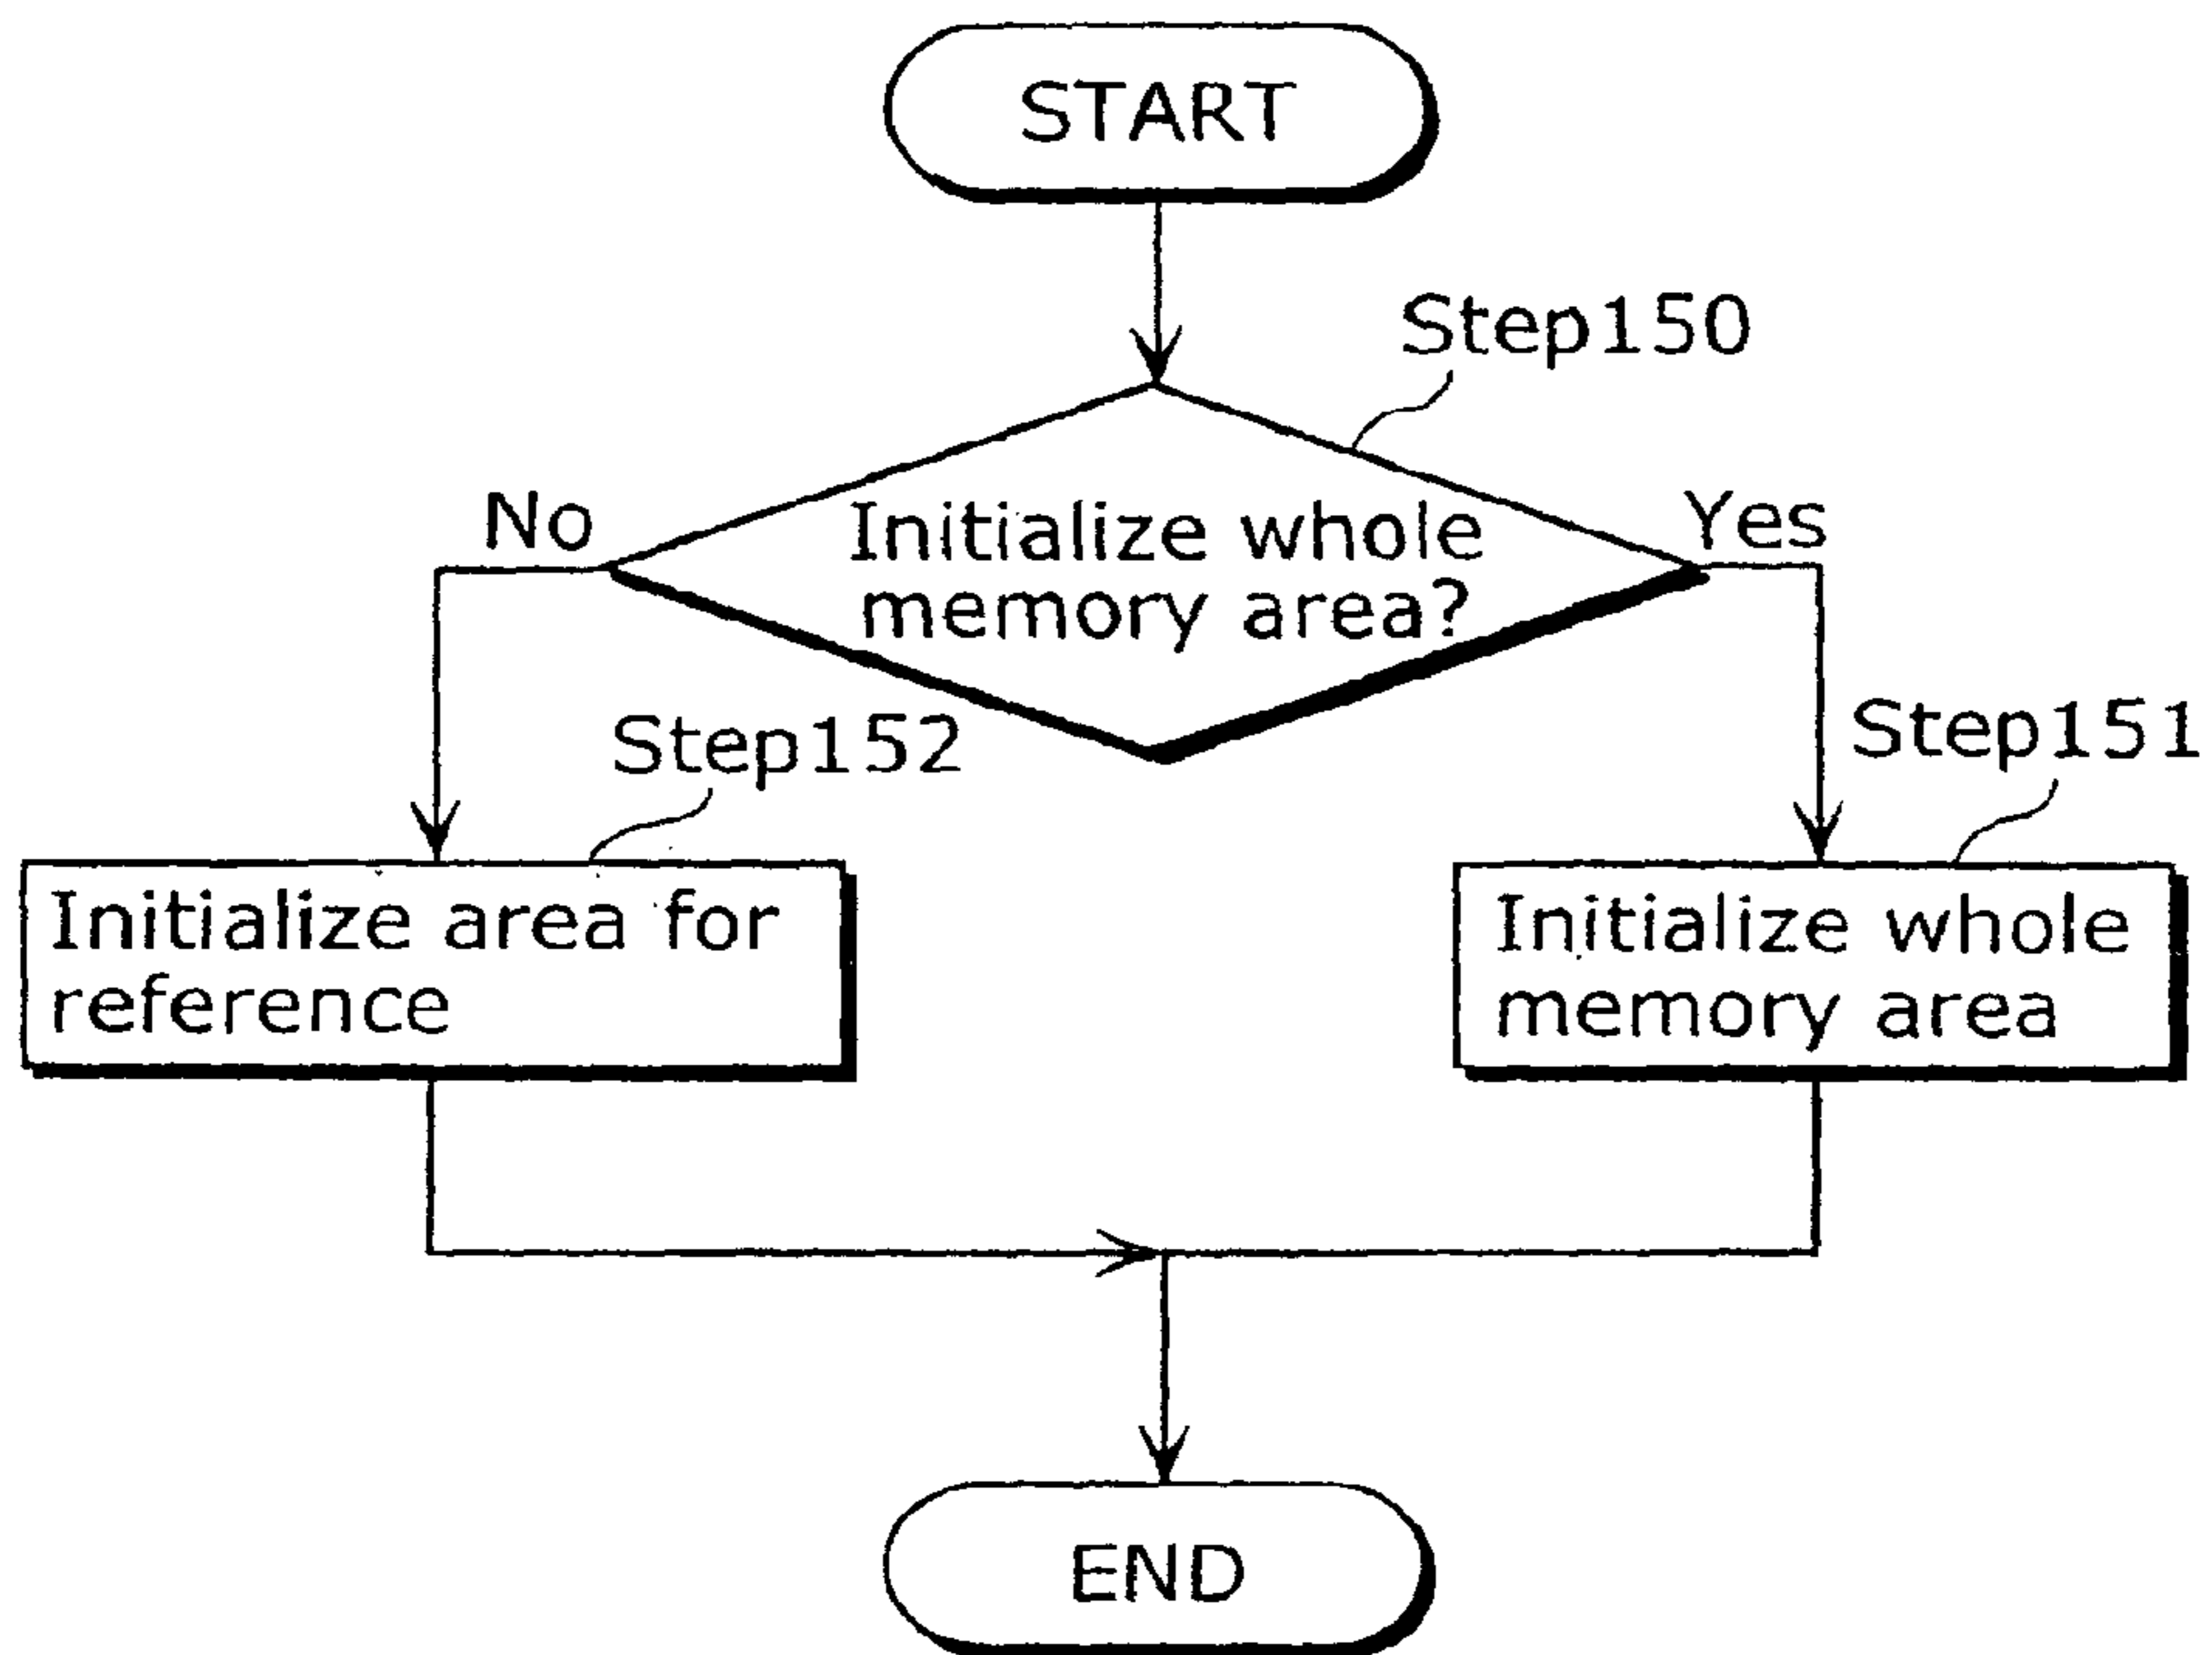 START
Step150
No
Initialize whole
memory area?
Yes
Step152
Step151
Initialize area for
reference
Initialize whole
memory area
END